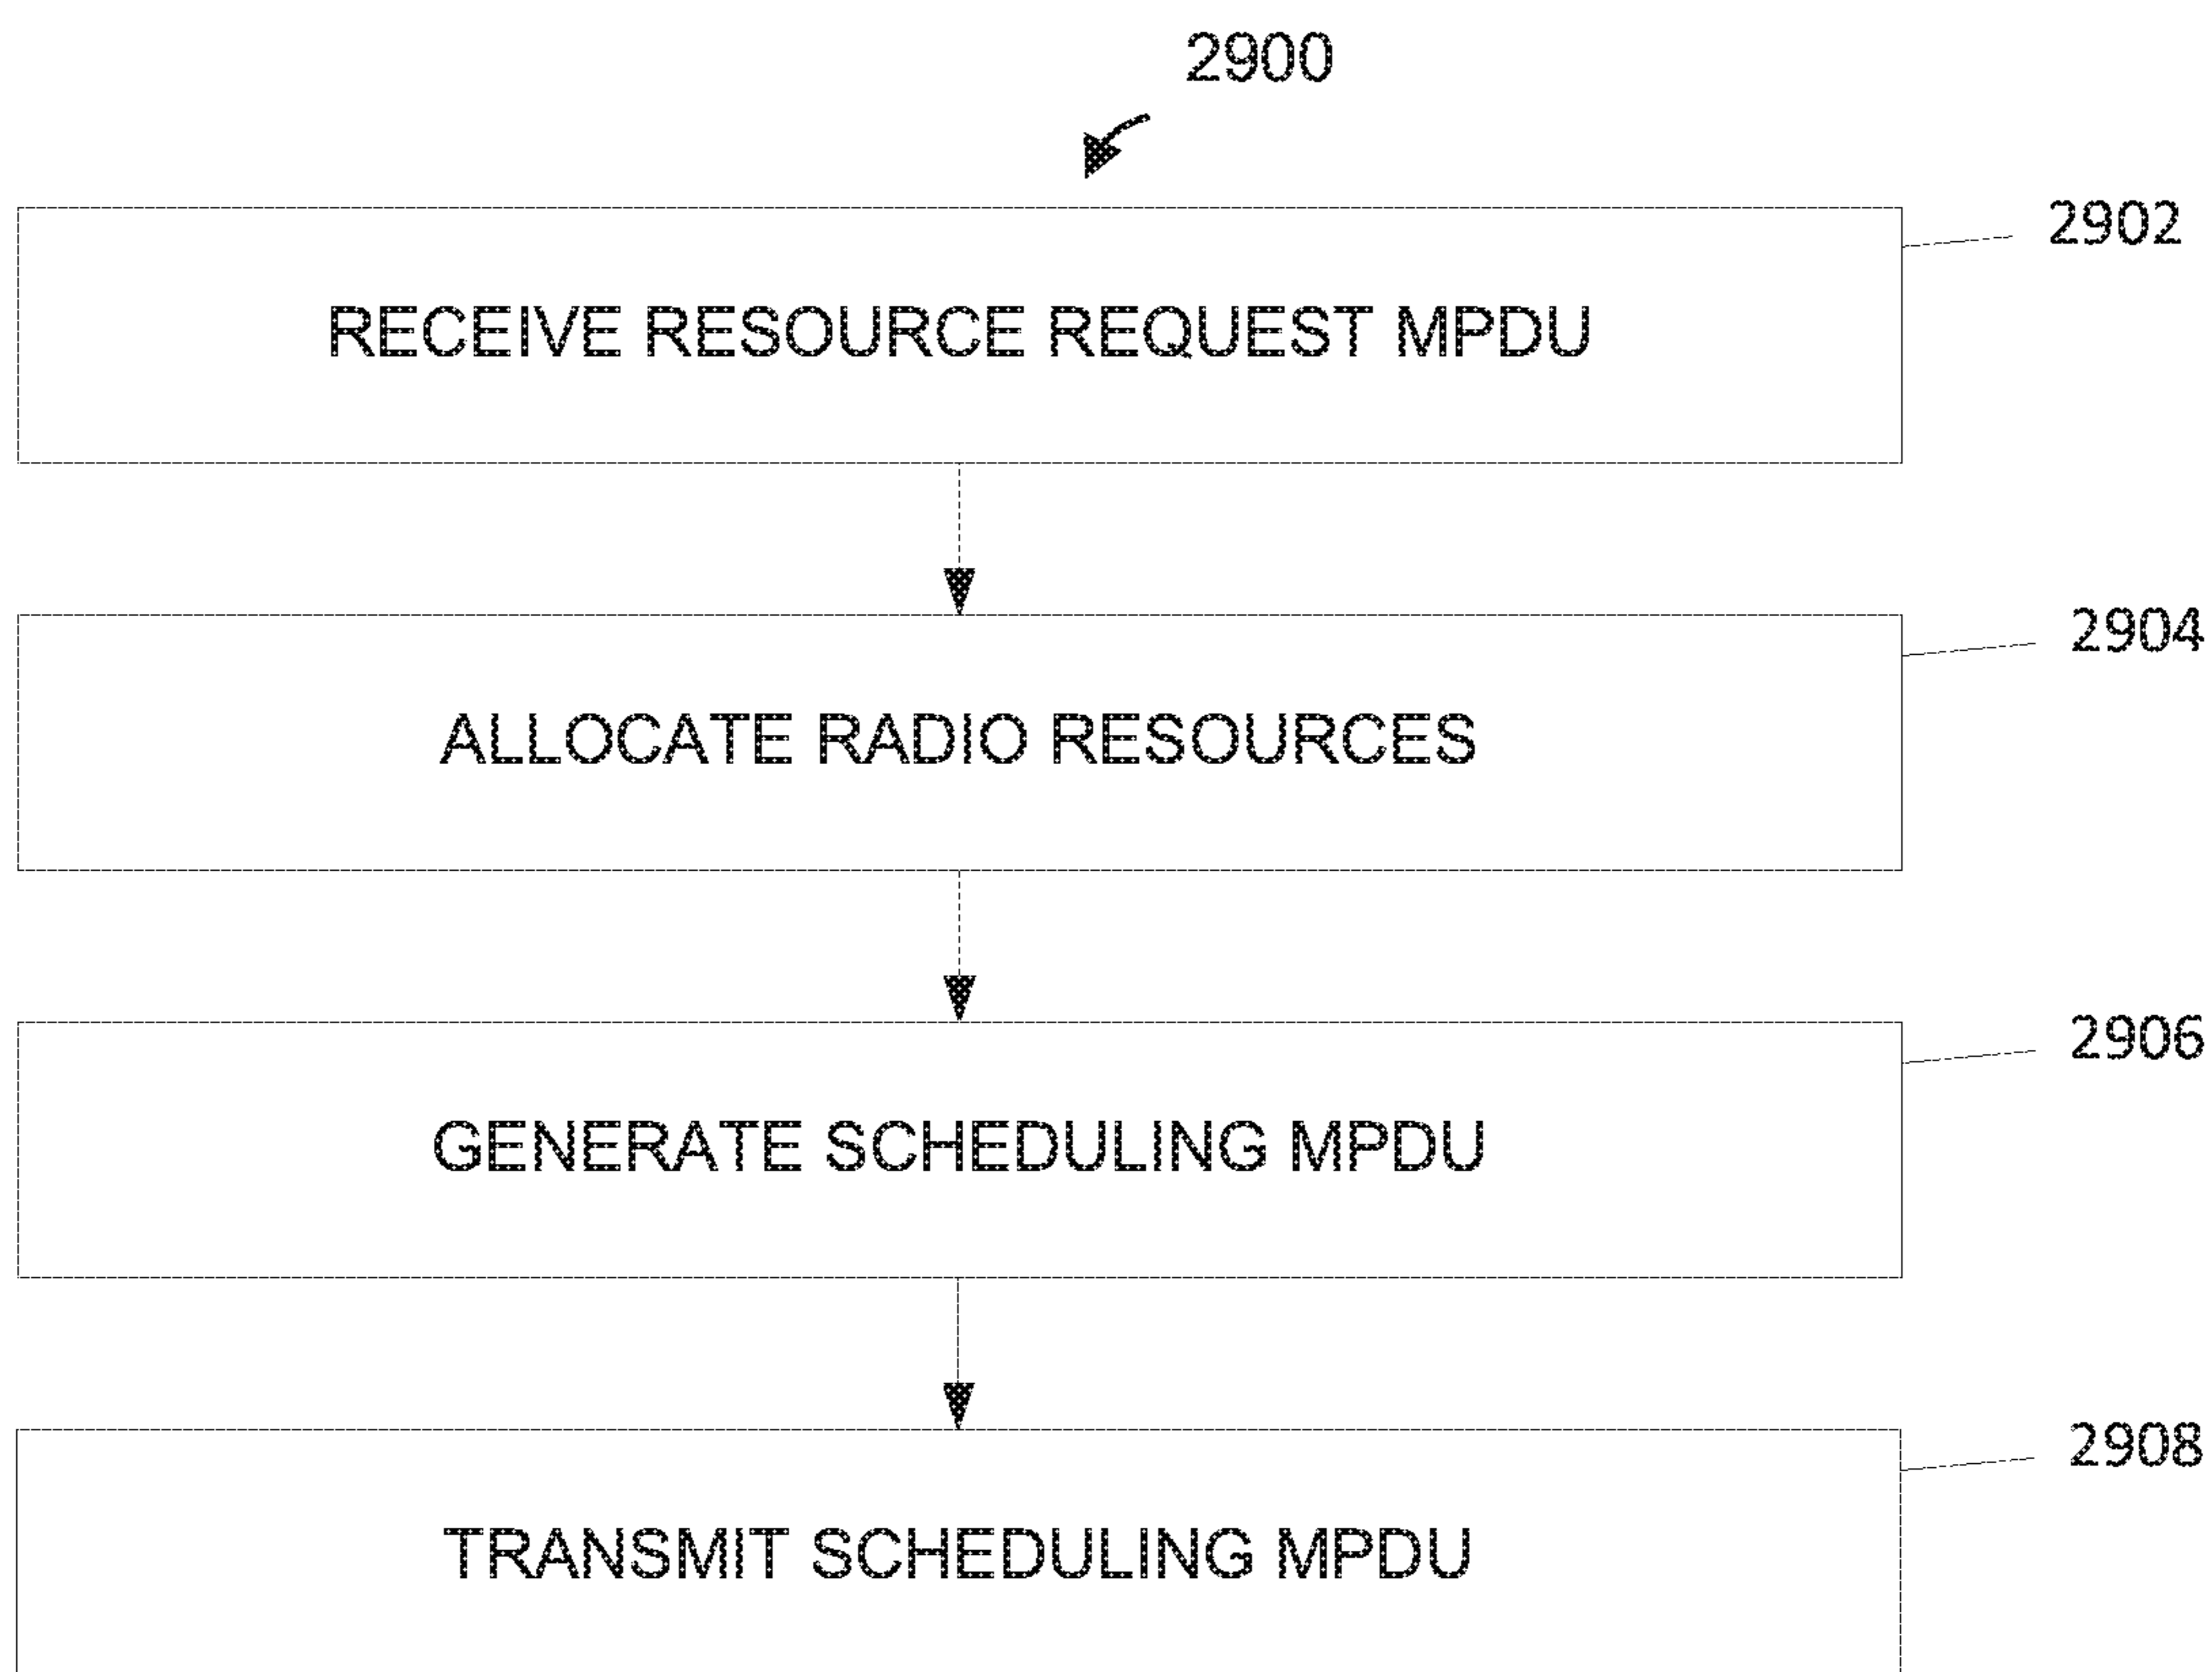 2900
2902
RECEIVE RESOURCE REQUEST MPDU
2904
ALLOCATE RADIO RESOURCES
2906
GENERATE SCHEDULING MPDU
2908
TRANSMIT SCHEDULING MPDU